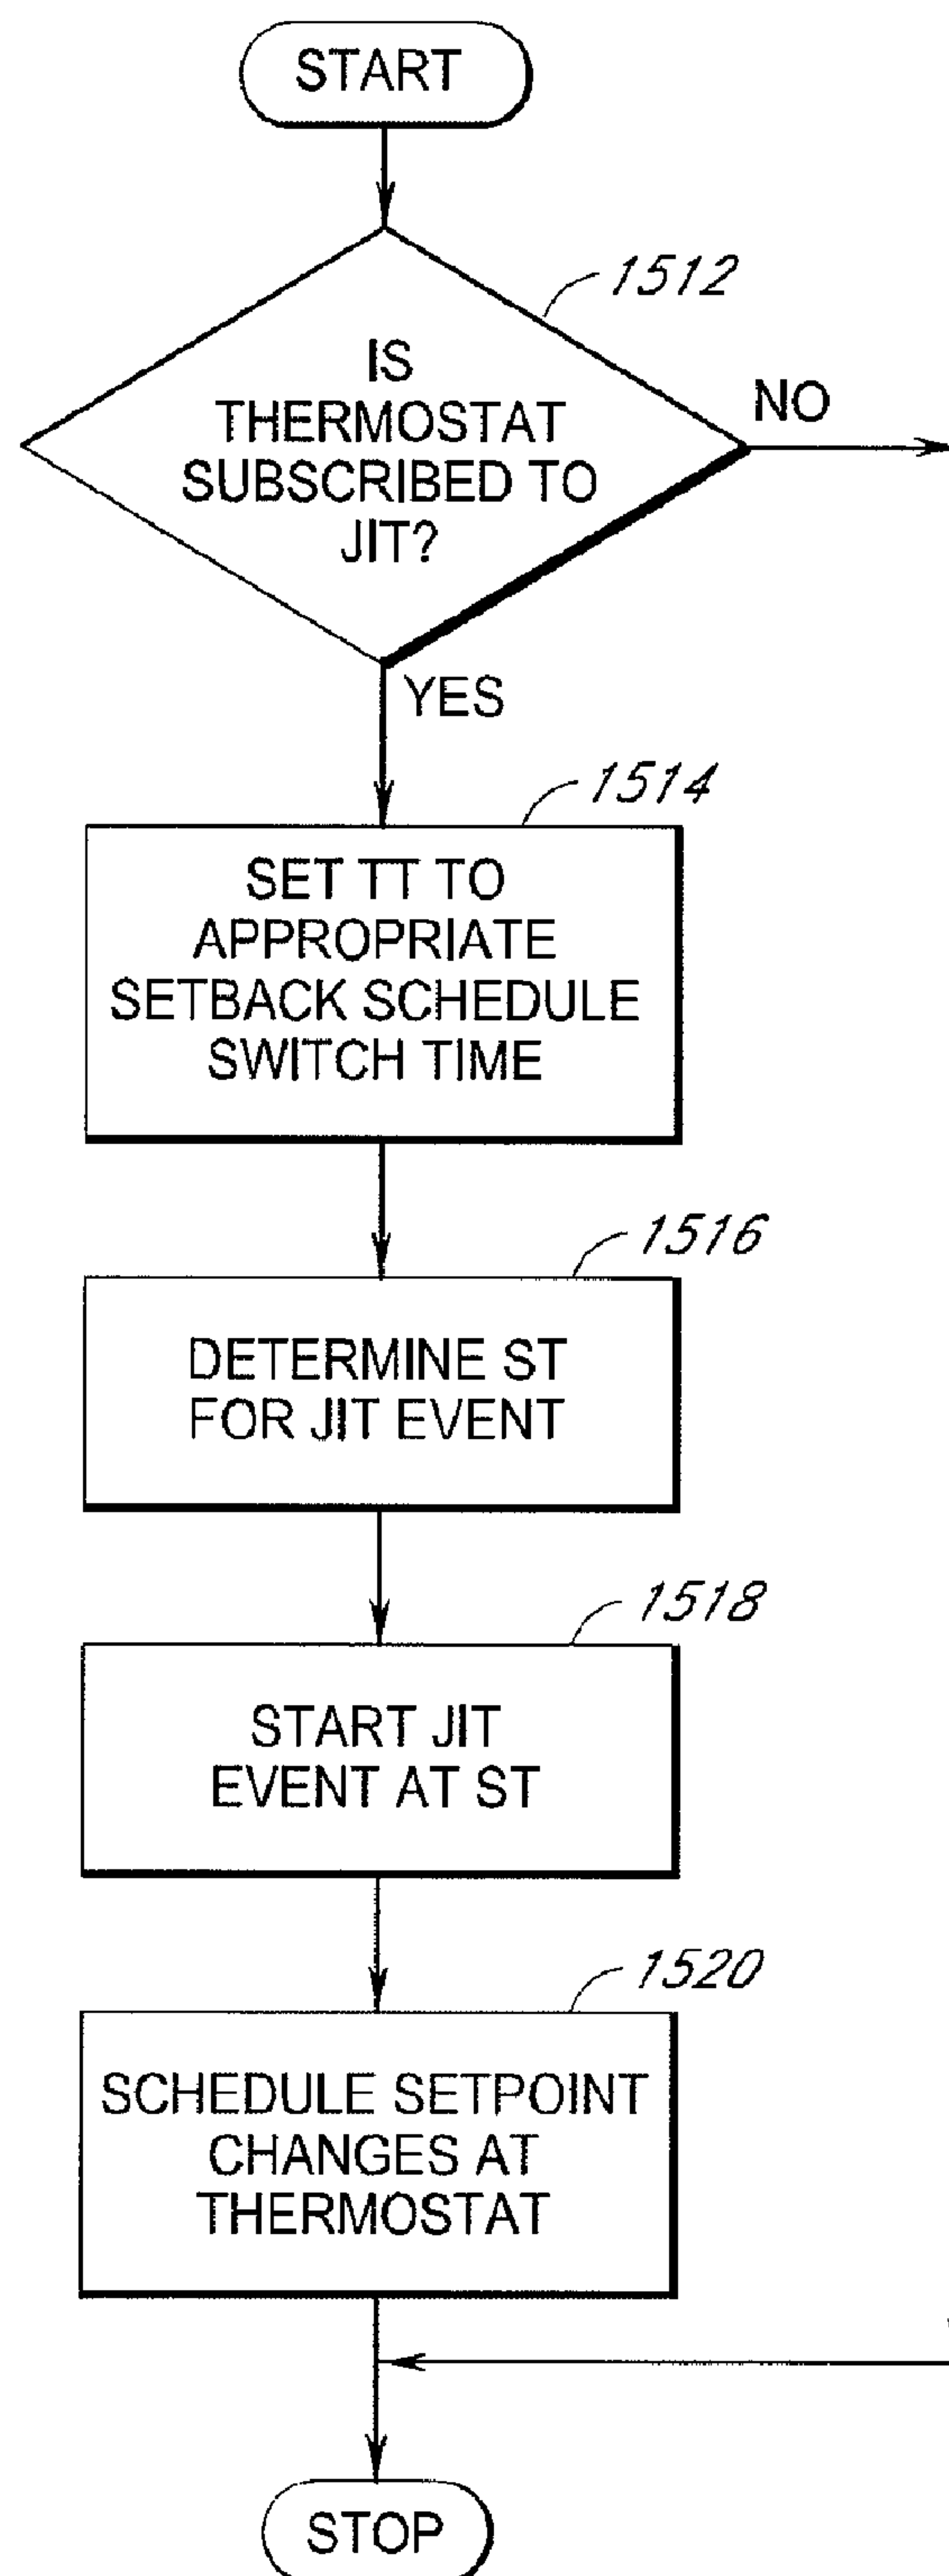 START
1512
IS
THERMOSTAT
SUBSCRIBED TO
JIT?
NO
YES
1514
SET TT TO
APPROPRIATE
SETBACK SCHEDULE
SWITCH TIME
1516
DETERMINE ST
FOR JIT EVENT
1518
START JIT
EVENT AT ST
1520
SCHEDULE SETPOINT
CHANGES AT
THERMOSTAT
STOP